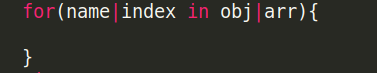 for(name|index in obj|arr){
}